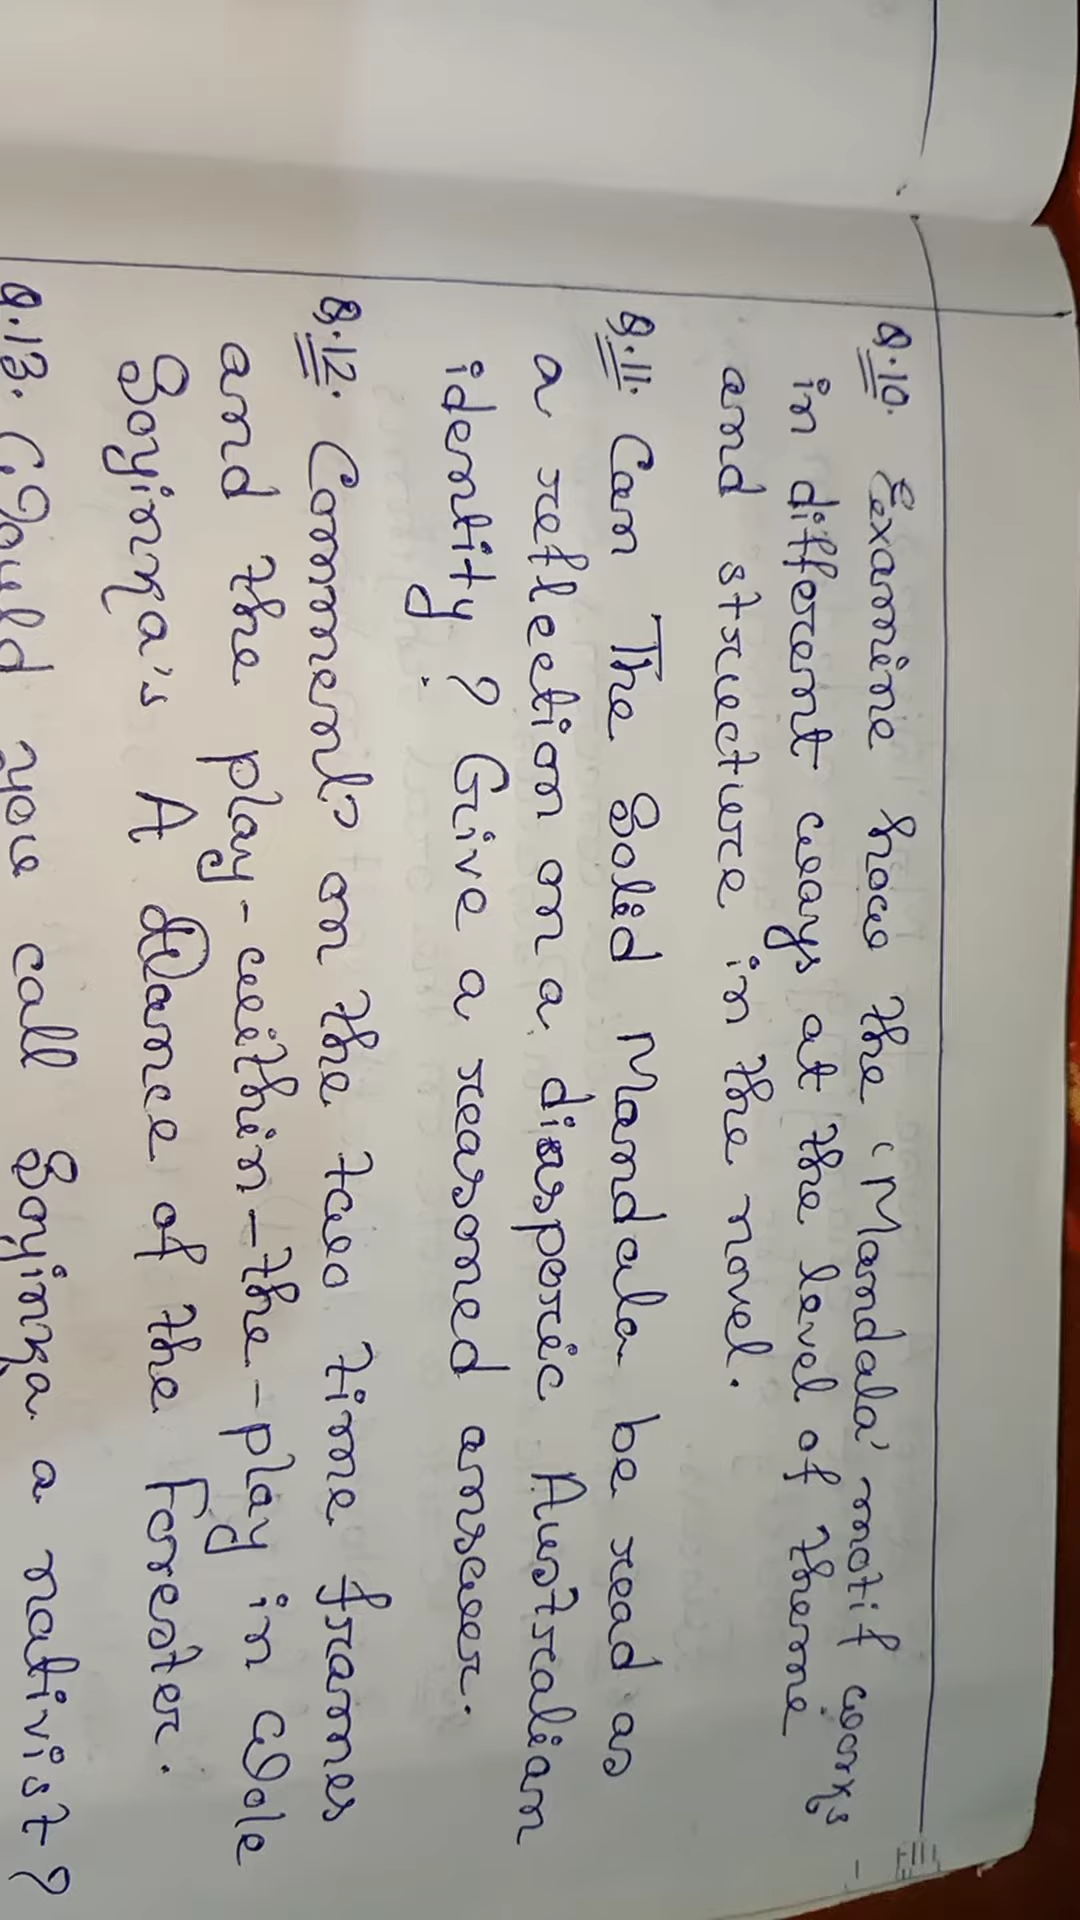 Q.10. Examine how the 'Mandala' motif works
in different ways at the level of theme
and structure in the novel.
Q.11. Can The Solid Mandala be read as
a reflection on a diasporic Australian
identity? Give a reasoned answer.
Q.12. Comment on the two time frames
and the play-within-the-play in Wole
Soyinka's A Dance of the Forester.
Q.13. Would you call Soyinka a nativist?